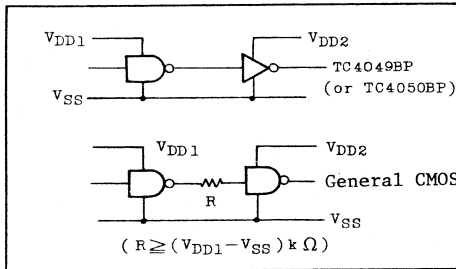 VDD1
VDD2
TC4049BP
(or TC4050BP)
VSS
VDD1
VDD2
R
General CMOS
VSS
(R≧(VDD1−VSS)kΩ)